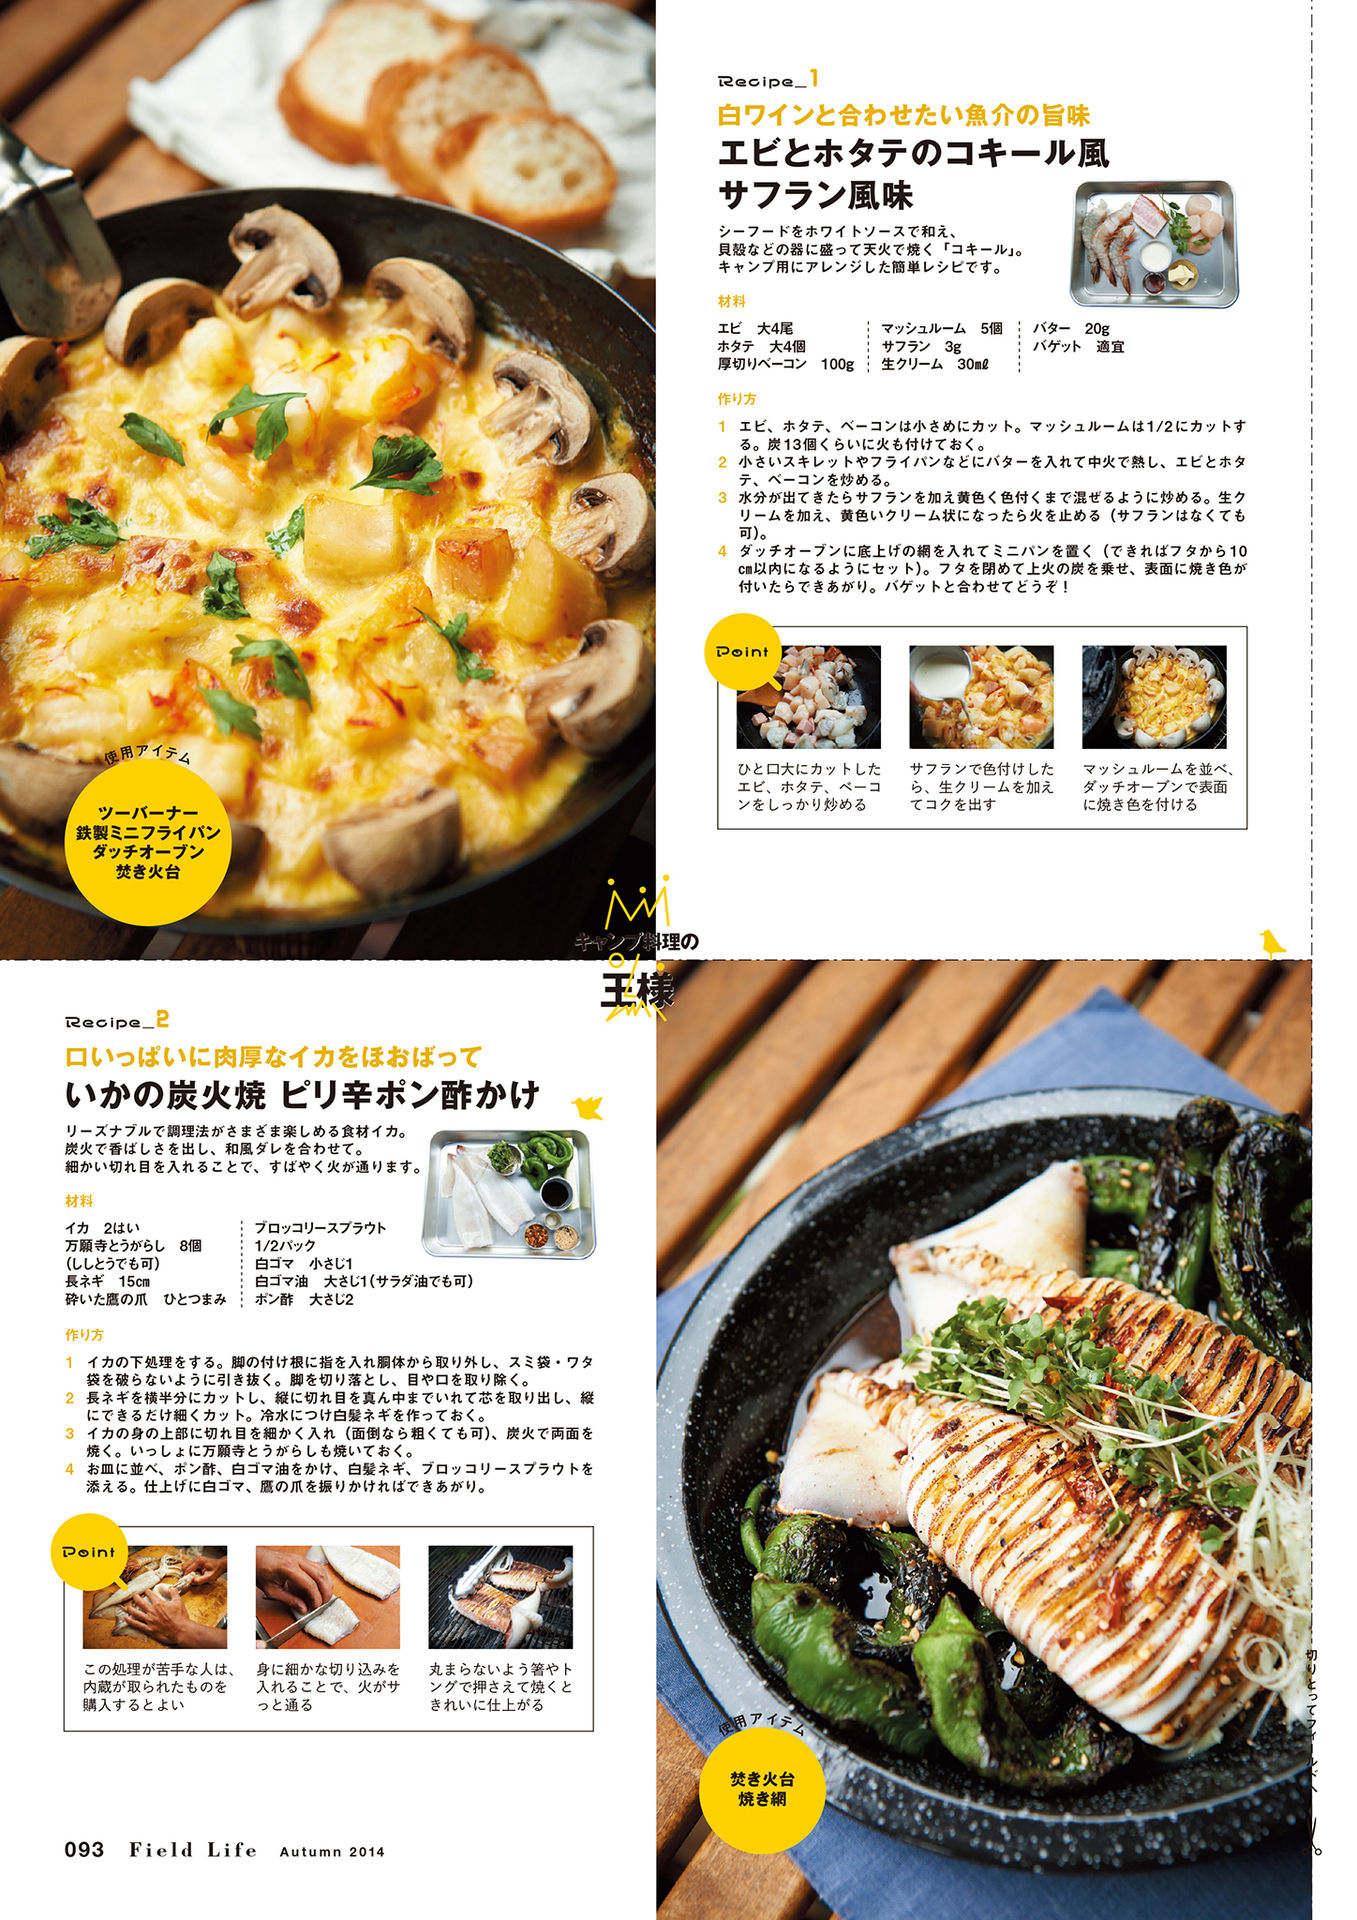 Recipe_1
白ワインと合わせたい魚介の旨味
エビとホタテのコキール風
サフラン風味
シーフードをホワイトソースで和え、
貝殻などの器に盛って天火で焼く「コキール」。
キャンプ用にアレンジした簡単レシピです。
材料
エビ　大4尾
ホタテ　大4個
厚切りベーコン　100g
マッシュルーム　5個
サフラン　3g
生クリーム　30㎖
バター　20g
バゲット　適宜
作り方
1　エビ、ホタテ、ベーコンは小さめにカット。マッシュルームは1/2にカットす
る。炭13個くらいに火も付けておく。
2　小さいスキレットやフライパンなどにバターを入れて中火で熱し、エビとホタ
テ、ベーコンを炒める。
3　水分が出てきたらサフランを加え黄色く色付くまで混ぜるように炒める。生ク
リームを加え、黄色いクリーム状になったら火を止める（サフランはなくても
可）。
4　ダッチオーブンに底上げの網を入れてミニパンを置く（できればフタから10
㎝以内になるようにセット）。フタを閉めて上火の炭を乗せ、表面に焼き色が
付いたらできあがり。バゲットと合わせてどうぞ！
Point
ひと口大にカットした
エビ、ホタテ、ベーコ
ンをしっかり炒める
サフランで色付けした
ら、生クリームを加え
てコクを出す
マッシュルームを並べ、
ダッチオーブンで表面
に焼き色を付ける
使用アイテム
ツーバーナー
鉄製ミニフライパン
ダッチオーブン
焚き火台
キャンプ料理の
王様
Recipe_2
口いっぱいに肉厚なイカをほおばって
いかの炭火焼 ピリ辛ポン酢かけ
リーズナブルで調理法がさまざま楽しめる食材イカ。
炭火で香ばしさを出し、和風ダレを合わせて。
細かい切れ目を入れることで、すばやく火が通ります。
材料
イカ　2はい
万願寺とうがらし　8個
（ししとうでも可）
長ネギ　15㎝
砕いた鷹の爪　ひとつまみ
ブロッコリースプラウト
1/2パック
白ゴマ　小さじ1
白ゴマ油　大さじ1（サラダ油でも可）
ポン酢　大さじ2
作り方
1　イカの下処理をする。脚の付け根に指を入れ胴体から取り外し、スミ袋・ワタ
袋を破らないように引き抜く。脚を切り落とし、目や口を取り除く。
2　長ネギを横半分にカットし、縦に切れ目を真ん中までいれて芯を取り出し、縦
にできるだけ細くカット。冷水につけ白髪ネギを作っておく。
3　イカの身の上部に切れ目を細かく入れ（面倒なら粗くても可）、炭火で両面を
焼く。いっしょに万願寺とうがらしも焼いておく。
4　お皿に並べ、ポン酢、白ゴマ油をかけ、白髪ネギ、ブロッコリースプラウトを
添える。仕上げに白ゴマ、鷹の爪を振りかければできあがり。
Point
この処理が苦手な人は、
内蔵が取られたものを
購入するとよい
身に細かな切り込みを
入れることで、火がサ
っと通る
丸まらないよう箸やト
ングで押さえて焼くと
きれいに仕上がる
使用アイテム
焚き火台
焼き網
切りとってフィールドへ
093 Field Life Autumn 2014